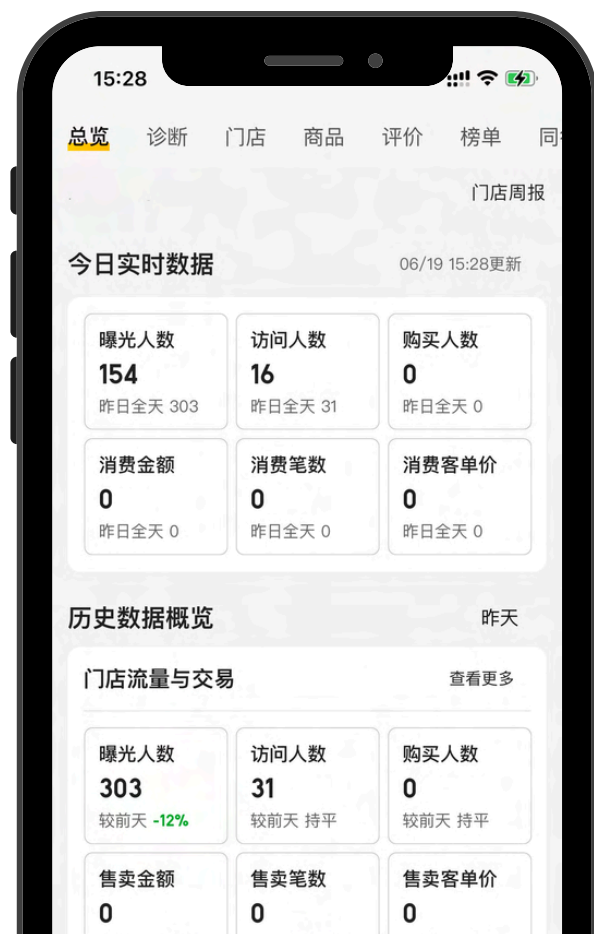 15:28
总览 诊断 门店 商品 评价 榜单 同
门店周报
今日实时数据 06/19 15:28更新
曝光人数 访问人数 购买人数
154 16 0
昨日全天 303 昨日全天 31 昨日全天 0
消费金额 消费笔数 消费客单价
0 0 0
昨日全天 0 昨日全天 0 昨日全天 0
历史数据概览 昨天
门店流量与交易 查看更多
曝光人数 访问人数 购买人数
303 31 0
较前天 -12% 较前天 持平 较前天 持平
售卖金额 售卖笔数 售卖客单价
0 0 0